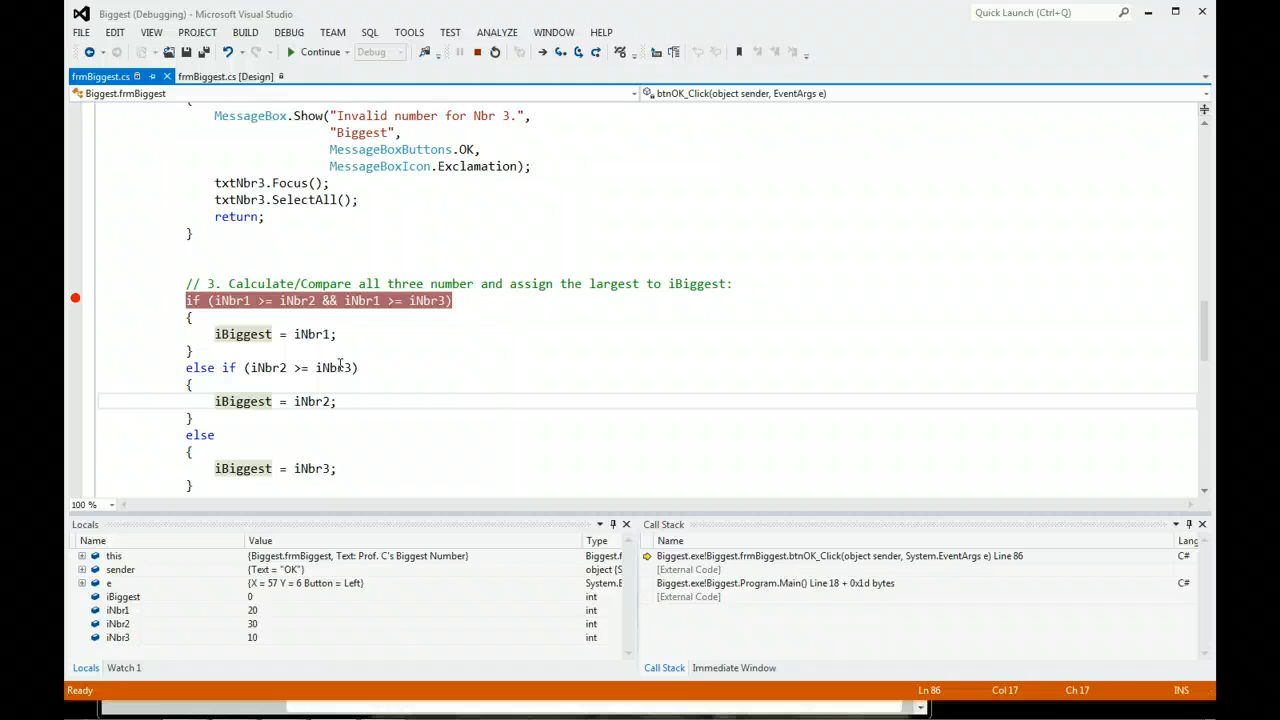 Biggest (Debugging) - Microsoft Visual Studio
Quick Launch (Ctrl+Q)
FILE EDIT VIEW PROJECT BUILD DEBUG TEAM SQL TOOLS TEST ANALYZE WINDOW HELP
Continue Debug
frmBiggest.cs frmBiggest.cs [Design]
Biggest.frmBiggest btnOK_Click(object sender, EventArgs e)
{
MessageBox.Show("Invalid number for Nbr 3.",
"Biggest",
MessageBoxButtons.OK,
MessageBoxIcon.Exclamation);
txtNbr3.Focus();
txtNbr3.SelectAll();
return;
}
// 3. Calculate/Compare all three number and assign the largest to iBiggest:
if (iNbr1 >= iNbr2 && iNbr1 >= iNbr3)
{
iBiggest = iNbr1;
}
else if (iNbr2 >= iNbr3)
{
iBiggest = iNbr2;
}
else
{
iBiggest = iNbr3;
}
100 %
Locals
Name Value Type
this {Biggest.frmBiggest, Text: Prof. C's Biggest Number} Biggest.f
sender {Text = "OK"} object {S
e {X = 57 Y = 6 Button = Left} System.E
iBiggest 0 int
iNbr1 20 int
iNbr2 30 int
iNbr3 10 int
Locals Watch 1
Call Stack
Name Lang
Biggest.exe!Biggest.frmBiggest.btnOK_Click(object sender, System.EventArgs e) Line 86 C#
[External Code]
Biggest.exe!Biggest.Program.Main() Line 18 + 0x1d bytes C#
[External Code]
Call Stack Immediate Window
Ready Ln 86 Col 17 Ch 17 INS